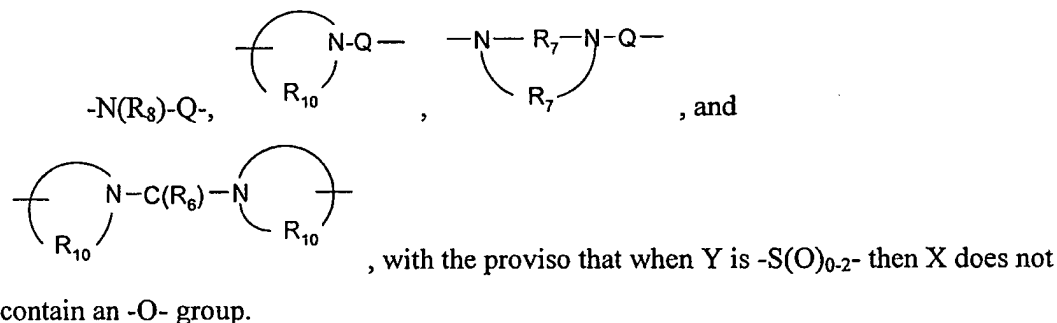 N-Q— —N— R₇—N-Q—
R₁₀ R₇
-N(R₈)-Q-, , , and
N—C(R₆)—N
R₁₀ R₁₀
, with the proviso that when Y is -S(O)₀₋₂- then X does not
contain an -O- group.